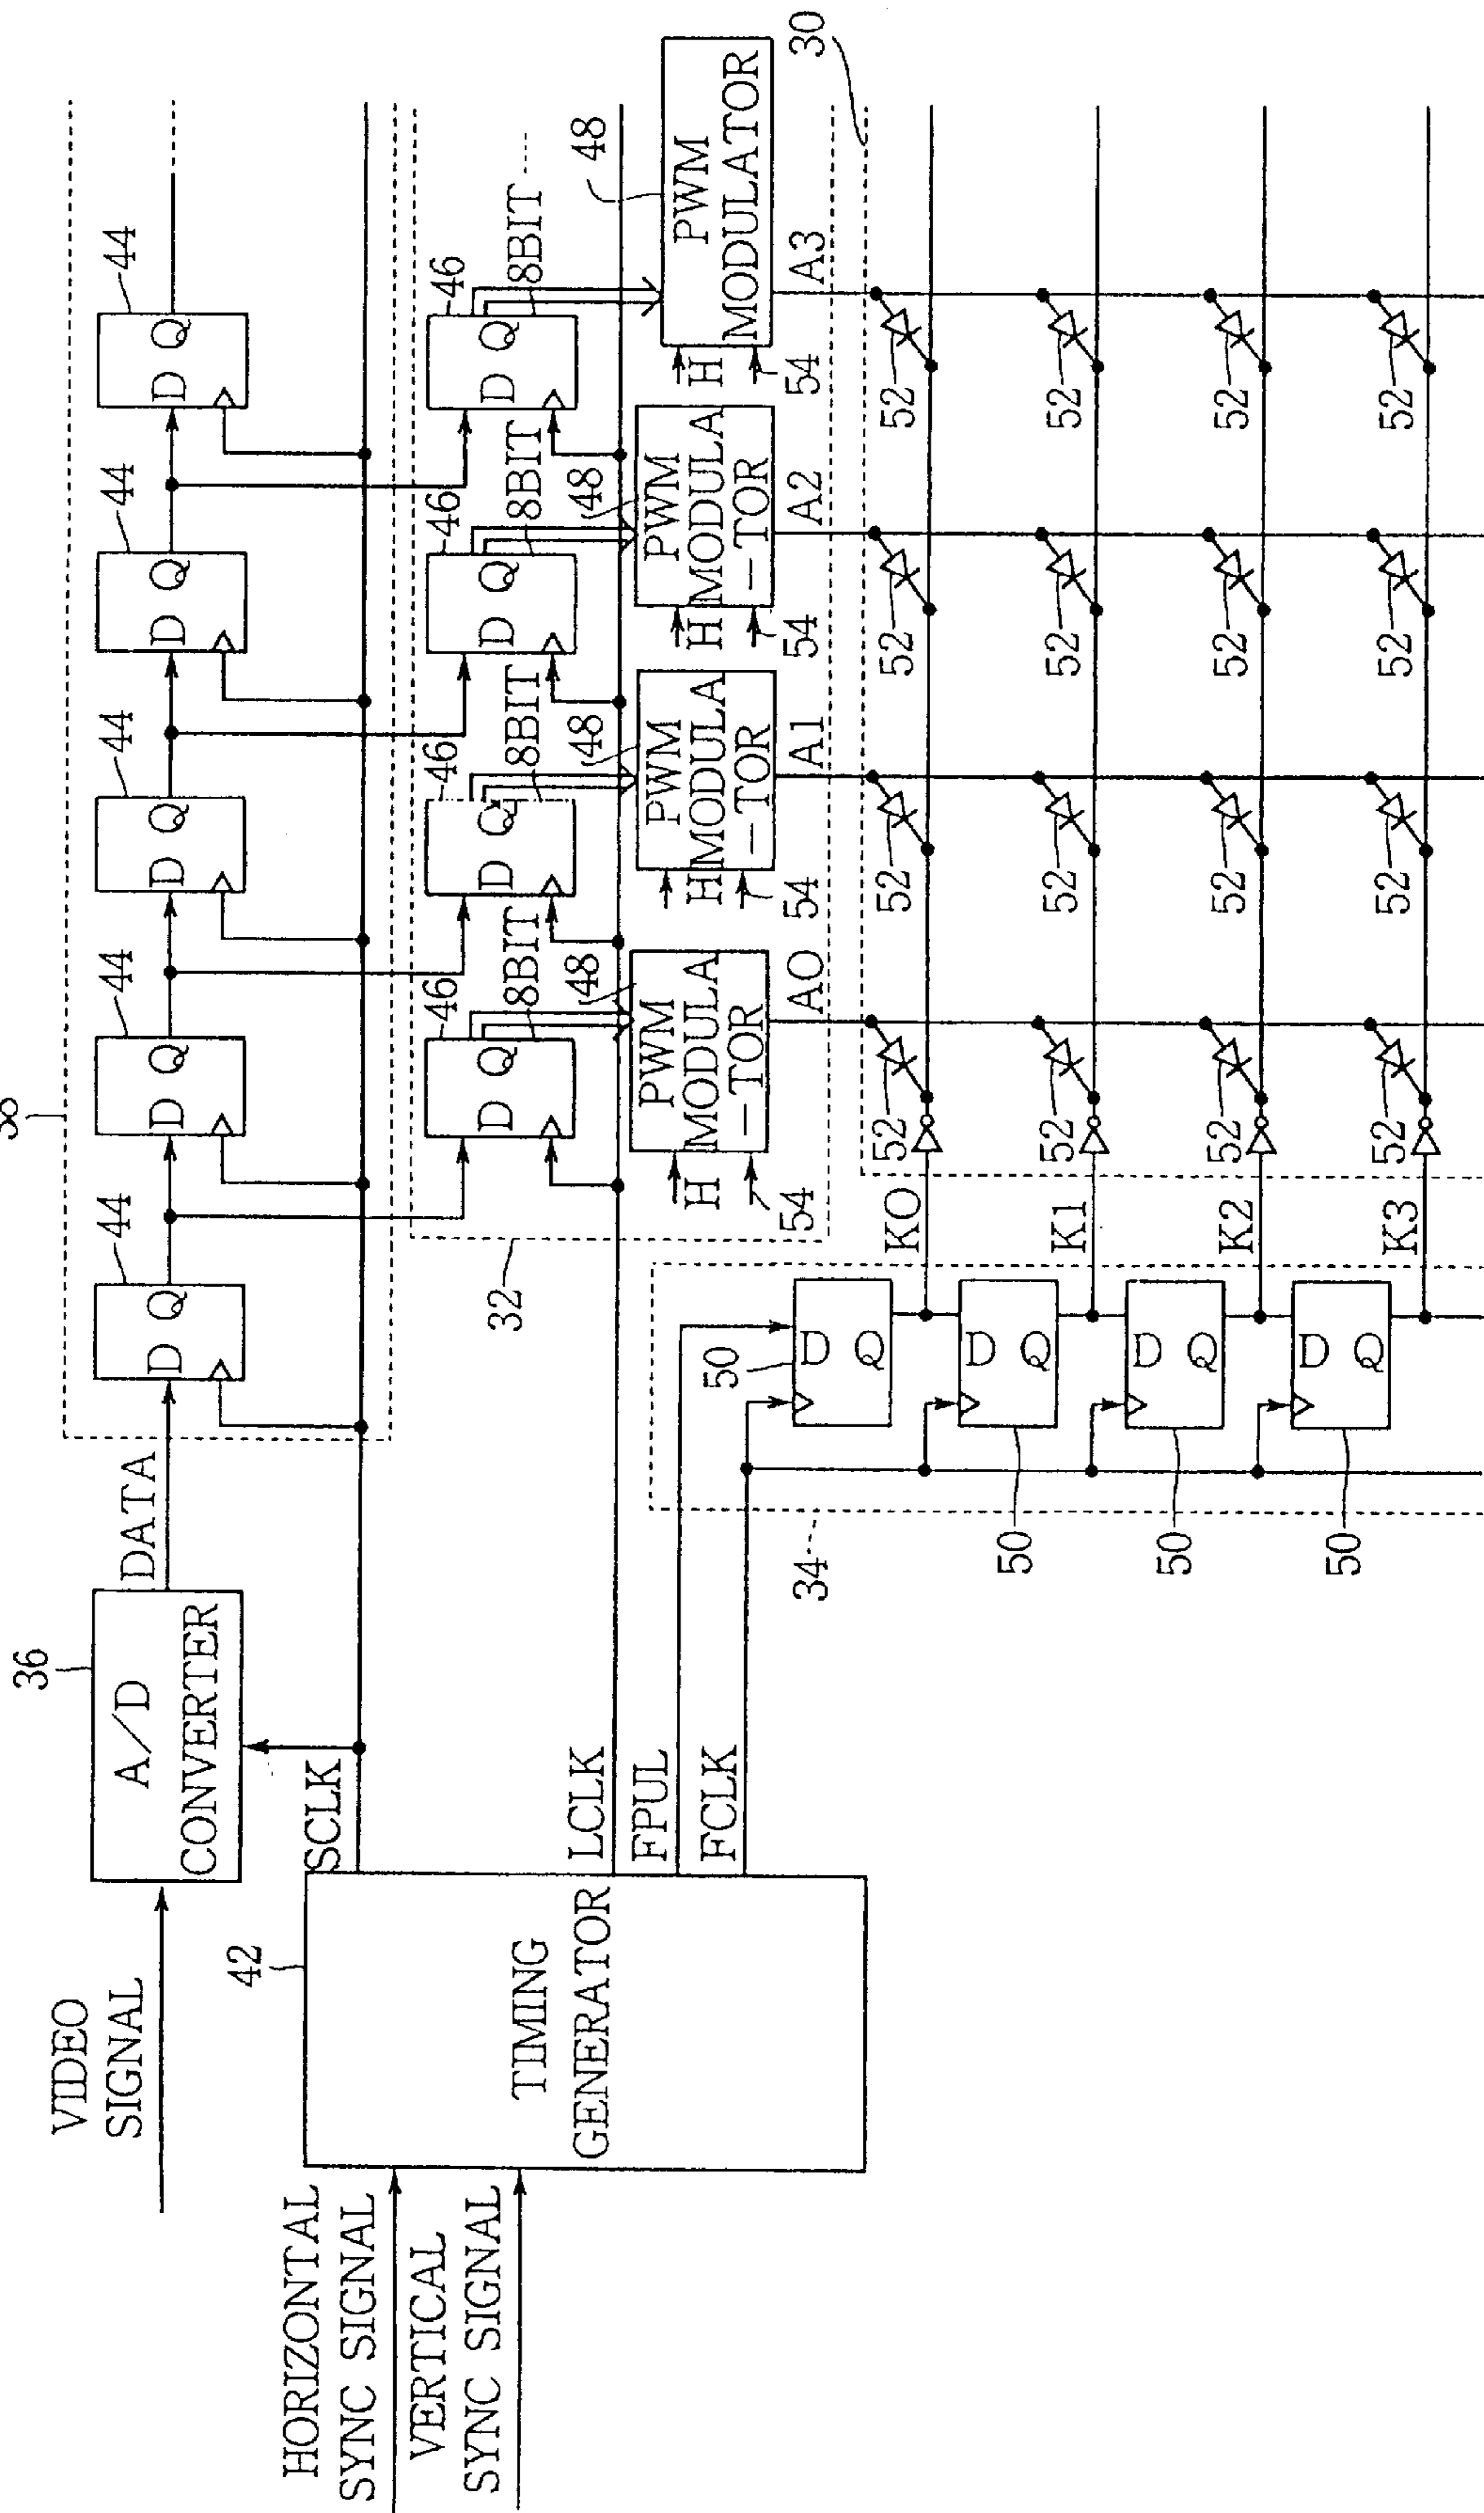 VIDEO
SIGNAL
36
A/D
CONVERTER
DATA
44
D Q
44
D Q
44
D Q
44
D Q
44
D Q
HORIZONTAL
SYNC SIGNAL
VERTICAL
SYNC SIGNAL
42
TIMING
GENERATOR
SCLK
LCLK
FPUL
FCLK
32
46
D Q
8BIT
46
D Q
8BIT
46
D Q
8BIT
46
D Q
8BIT
48
PWM
MODULA
-TOR
H
54
A0
48
PWM
MODULA
-TOR
H
54
A1
48
PWM
MODULA
-TOR
H
54
A2
48
PWM
MODULATOR
H
54
A3
30
34
50
D
Q
K0
52
52
52
52
50
D
Q
K1
52
52
52
52
50
D
Q
K2
52
52
52
52
50
D
Q
K3
52
52
52
52